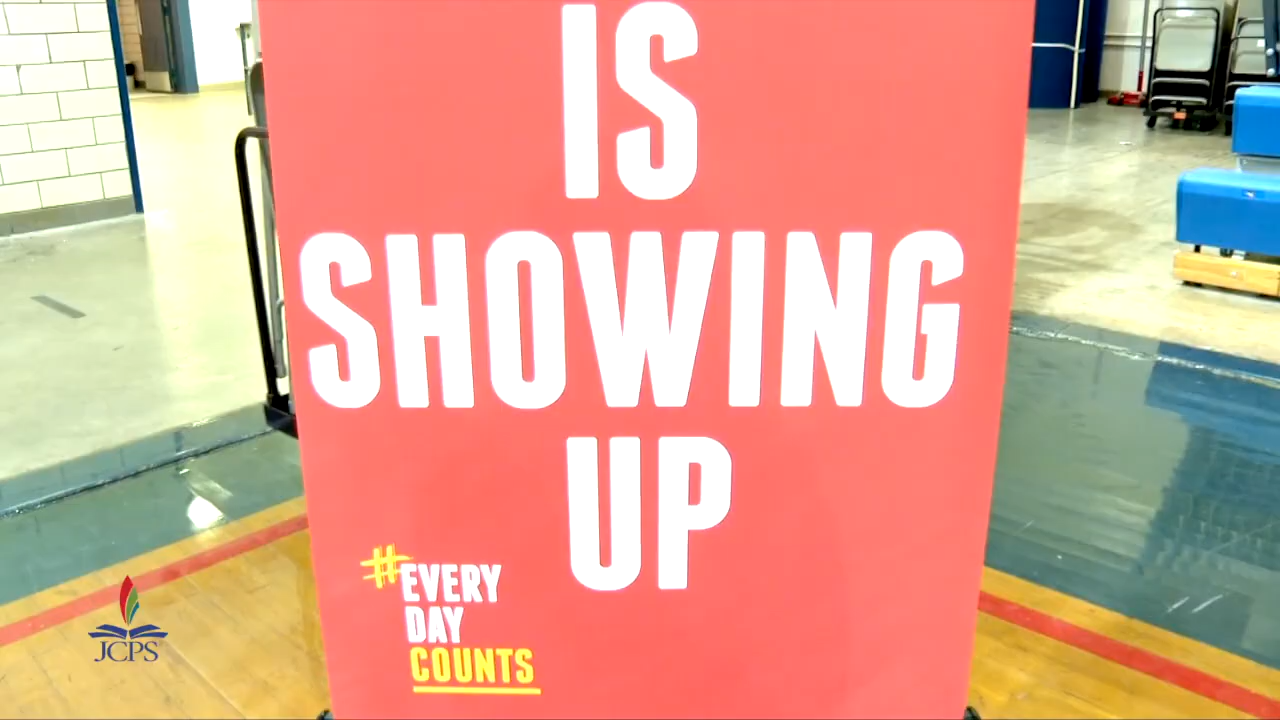 IS
SHOWING
UP
#EVERY
DAY
COUNTS
JCPS